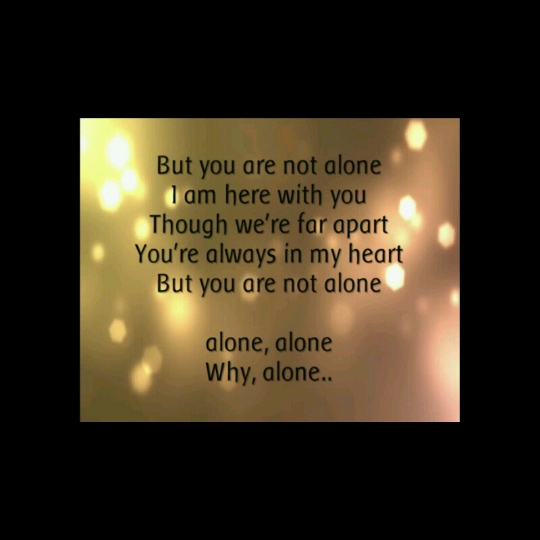 But you are not alone
I am here with you
Though we're far apart
You're always in my heart
But you are not alone
alone, alone
Why, alone..